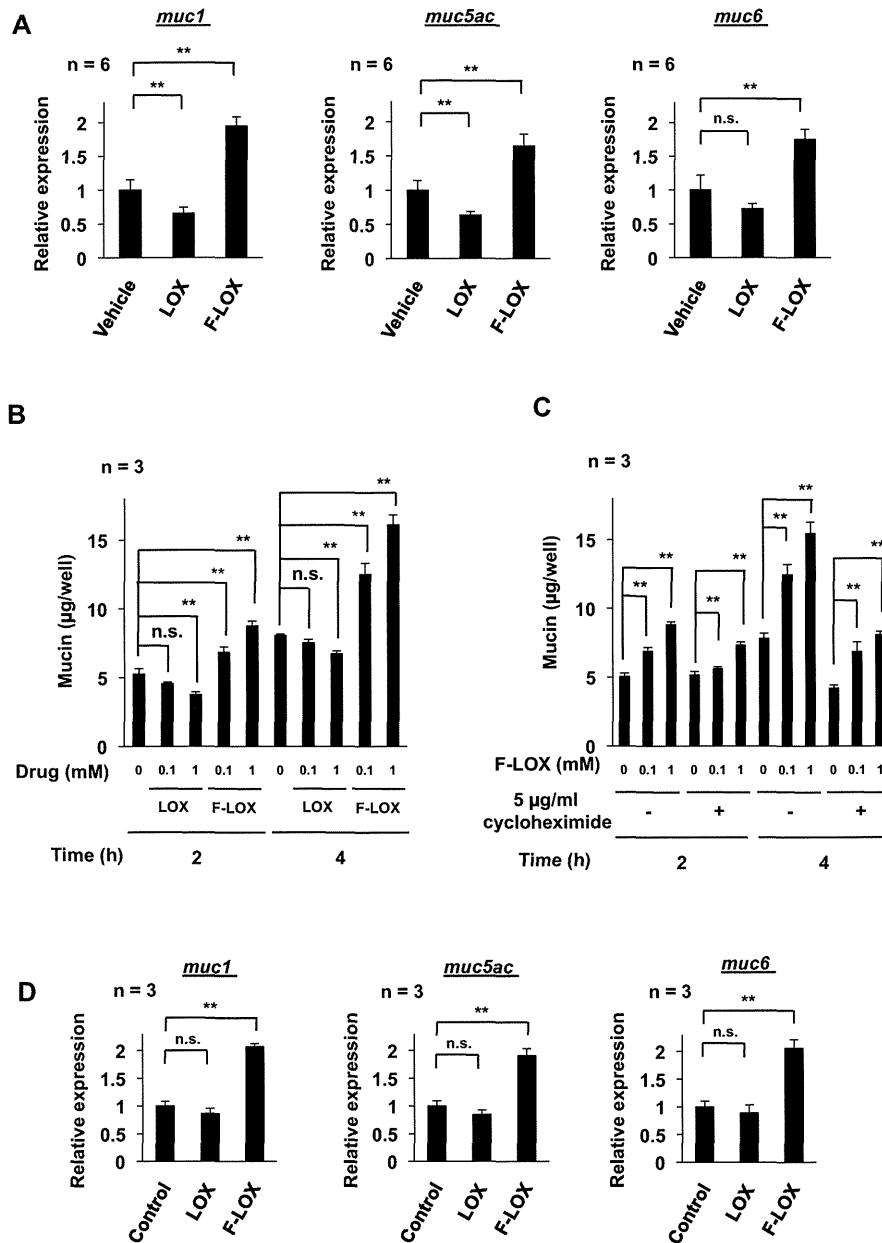 A
muc1
muc5ac
muc6
n = 6
n = 6
n = 6
**
**
**
**
**
n.s.
Relative expression
2
1.5
1
0.5
0
Vehicle
LOX
F-LOX
Relative expression
2
1.5
1
0.5
0
Vehicle
LOX
F-LOX
Relative expression
2
1.5
1
0.5
0
Vehicle
LOX
F-LOX
B
n = 3
Mucin (µg/well)
15
10
5
0
**
**
**
n.s.
**
**
**
n.s.
Drug (mM)
0 0.1 1 0.1 1 0 0.1 1 0.1 1
LOX F-LOX LOX F-LOX
Time (h) 2 4
C
n = 3
Mucin (µg/well)
15
10
5
0
**
**
**
**
**
**
**
**
F-LOX (mM)
0 0.1 1 0 0.1 1 0 0.1 1 0 0.1 1
5 µg/ml
cycloheximide - + - +
Time (h) 2 4
D
muc1
muc5ac
muc6
n = 3
n = 3
n = 3
**
n.s.
**
n.s.
**
n.s.
Relative expression
2
1
0.5
0
Control
LOX
F-LOX
Relative expression
2
1.5
1
0.5
0
Control
LOX
F-LOX
Relative expression
2
1.5
1
0.5
0
Control
LOX
F-LOX